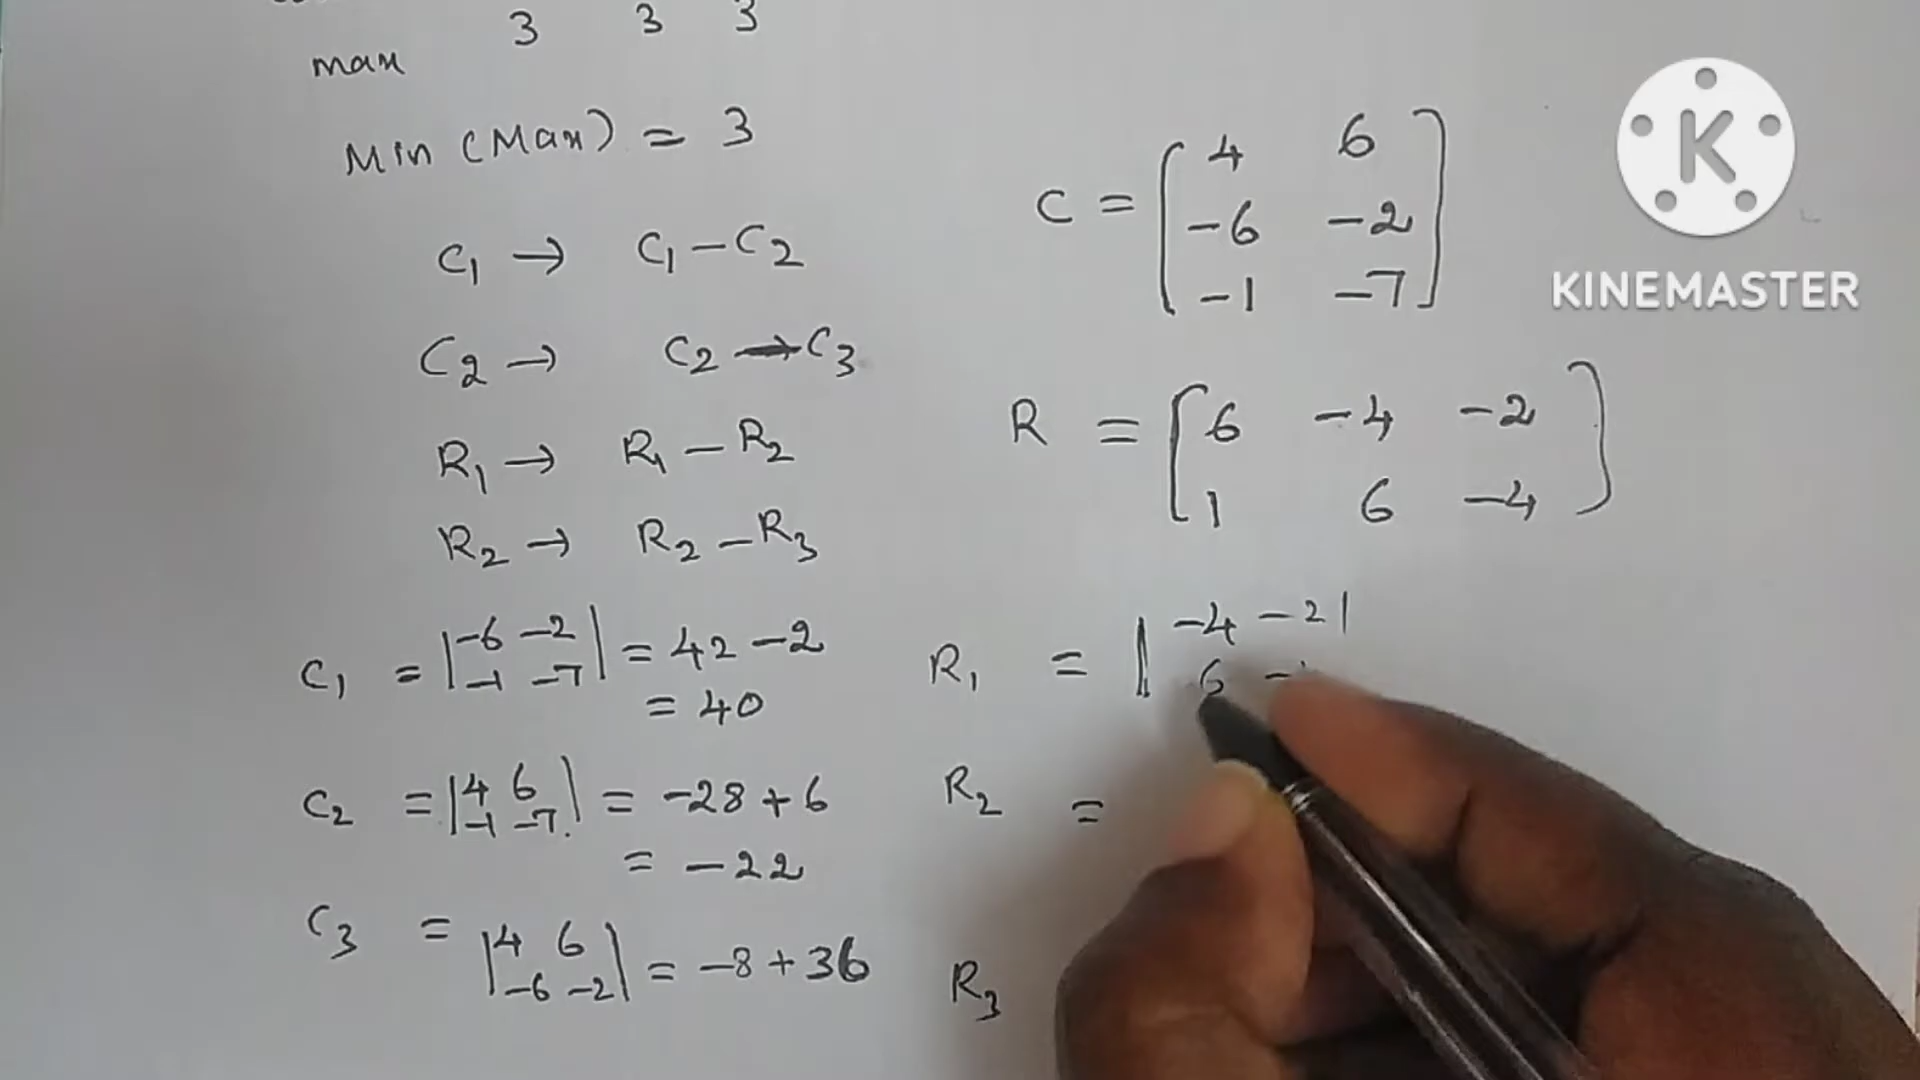 3 3 3
max
Min (Max) = 3
C1 → C1 - C2
C2 → C2 - C3
R1 → R1 - R2
R2 → R2 - R3
C1 = |-6 -2| = 42 - 2
-1 -7
= 40
C2 = |4 6| = -28 + 6
-1 -7
= -22
C3 = |4 6| = -8 + 36
-6 -2
C = [4 6]
-6 -2
-1 -7
R = [6 -4 -2]
1 6 -4
R1 = |-4 -2|
6 -
R2 =
R3
K
KINEMASTER